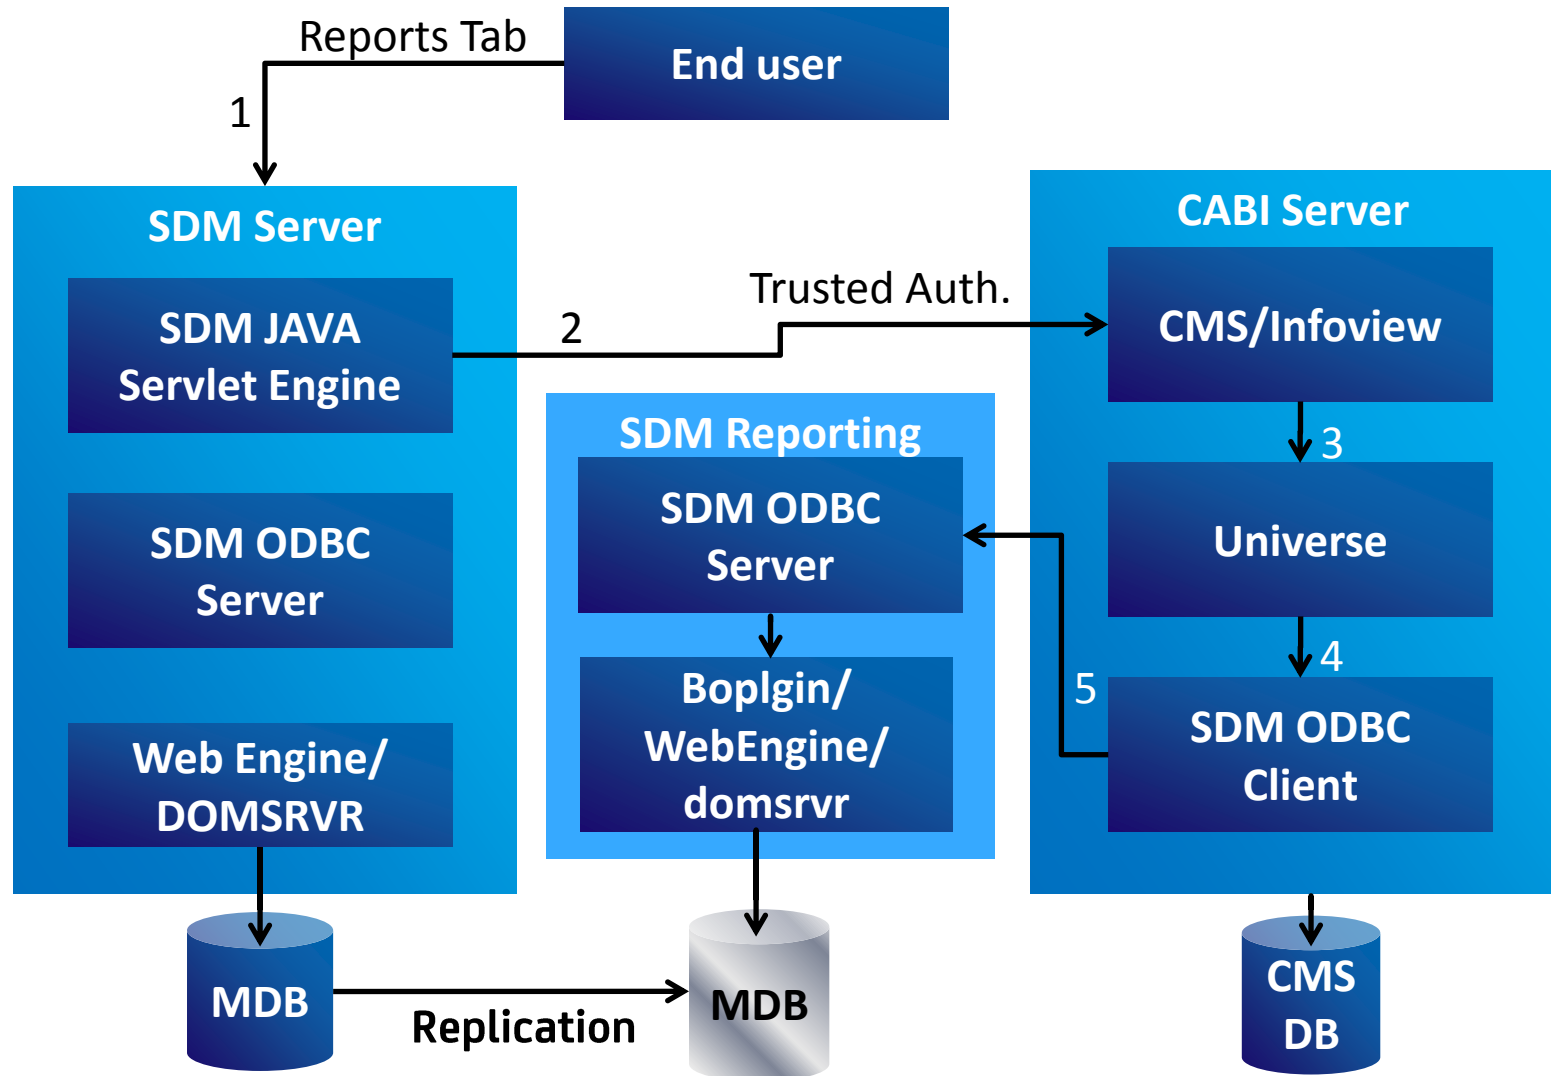 Reports Tab
End user
1
SDM Server
SDM JAVA
Servlet Engine
SDM ODBC
Server
Web Engine/
DOMSRVR
MDB
2
Trusted Auth.
SDM Reporting
SDM ODBC
Server
Boplgin/
WebEngine/
domsrvr
MDB
Replication
CABI Server
CMS/Infoview
3
Universe
4
5
SDM ODBC
Client
CMS
DB